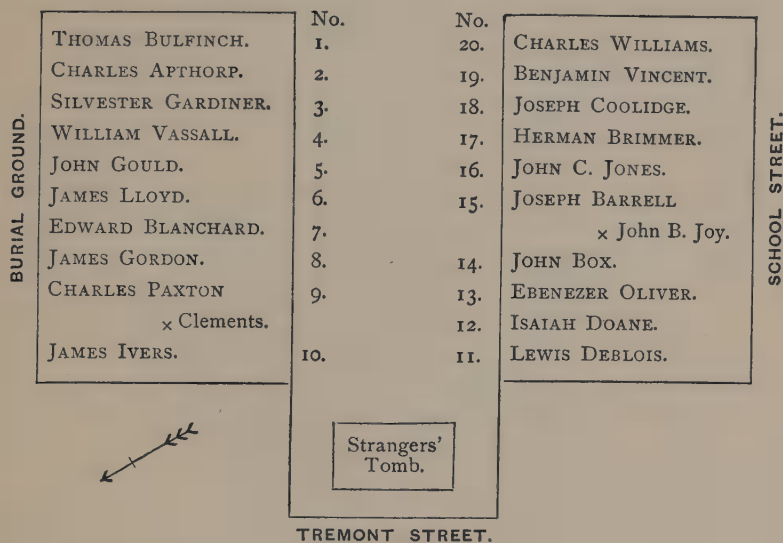 No. No.
THOMAS BULFINCH. 1. 20. CHARLES WILLIAMS.
CHARLES APTHORP. 2. 19. BENJAMIN VINCENT.
SILVESTER GARDINER. 3. 18. JOSEPH COOLIDGE.
WILLIAM VASSALL. 4. 17. HERMAN BRIMMER.
JOHN GOULD. 5. 16. JOHN C. JONES.
JAMES LLOYD. 6. 15. JOSEPH BARRELL
EDWARD BLANCHARD. 7. × John B. Joy.
JAMES GORDON. 8. 14. JOHN BOX.
CHARLES PAXTON 9. 13. EBENEZER OLIVER.
× Clements. 12. ISAIAH DOANE.
JAMES IVERS. 10. 11. LEWIS DEBLOIS.
BURIAL GROUND.
SCHOOL STREET.
Strangers'
Tomb.
TREMONT STREET.